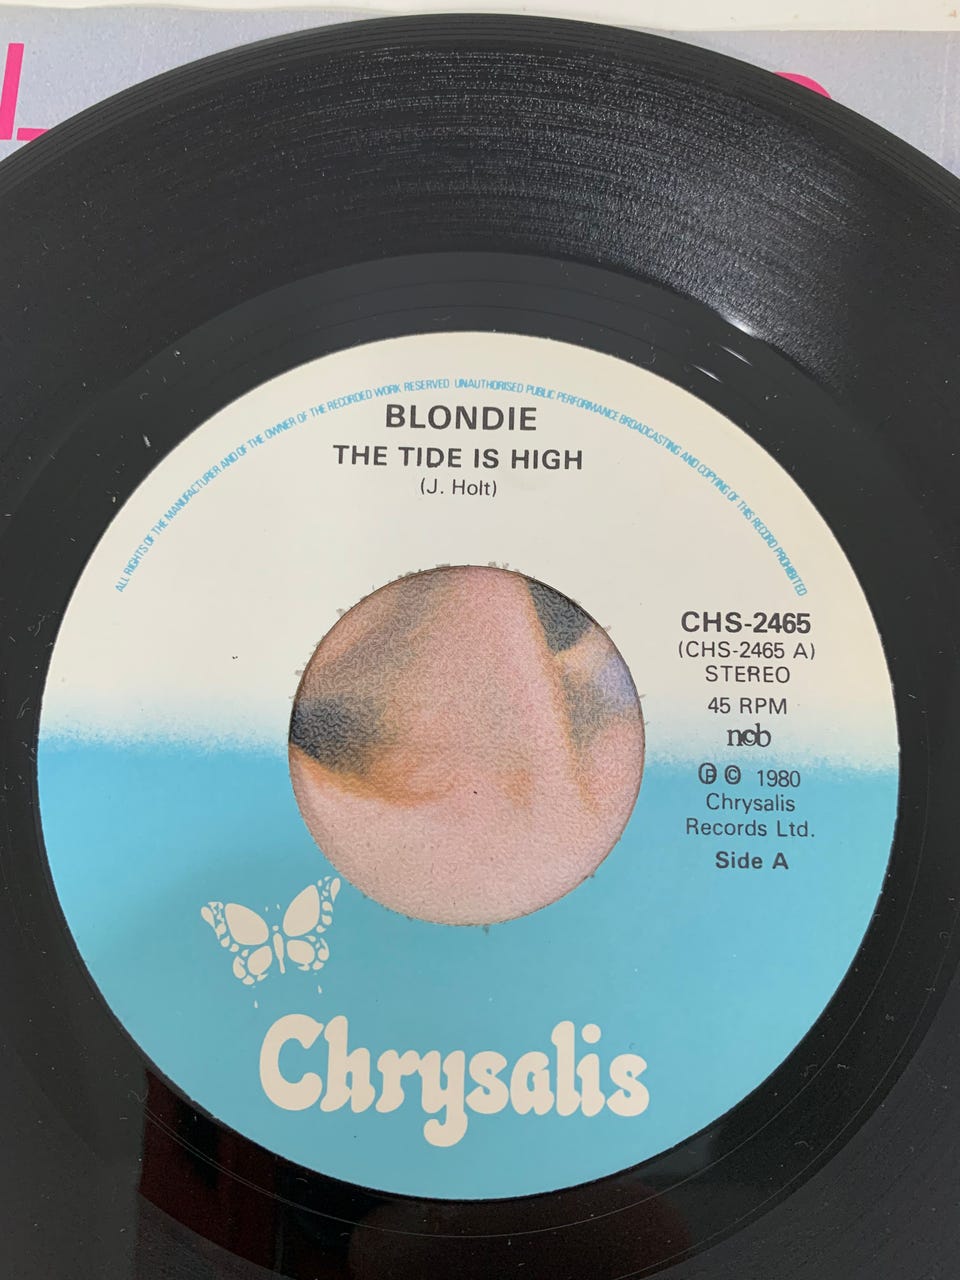 ALL RIGHTS OF THE MANUFACTURER AND OF THE OWNER OF THE RECORDED WORK RESERVED UNAUTHORISED PUBLIC PERFORMANCE BROADCASTING AND COPYING OF THIS RECORD PROHIBITED
BLONDIE
THE TIDE IS HIGH
(J. Holt)
CHS-2465
(CHS-2465 A)
STEREO
45 RPM
ncb
℗ © 1980
Chrysalis
Records Ltd.
Side A
Chrysalis